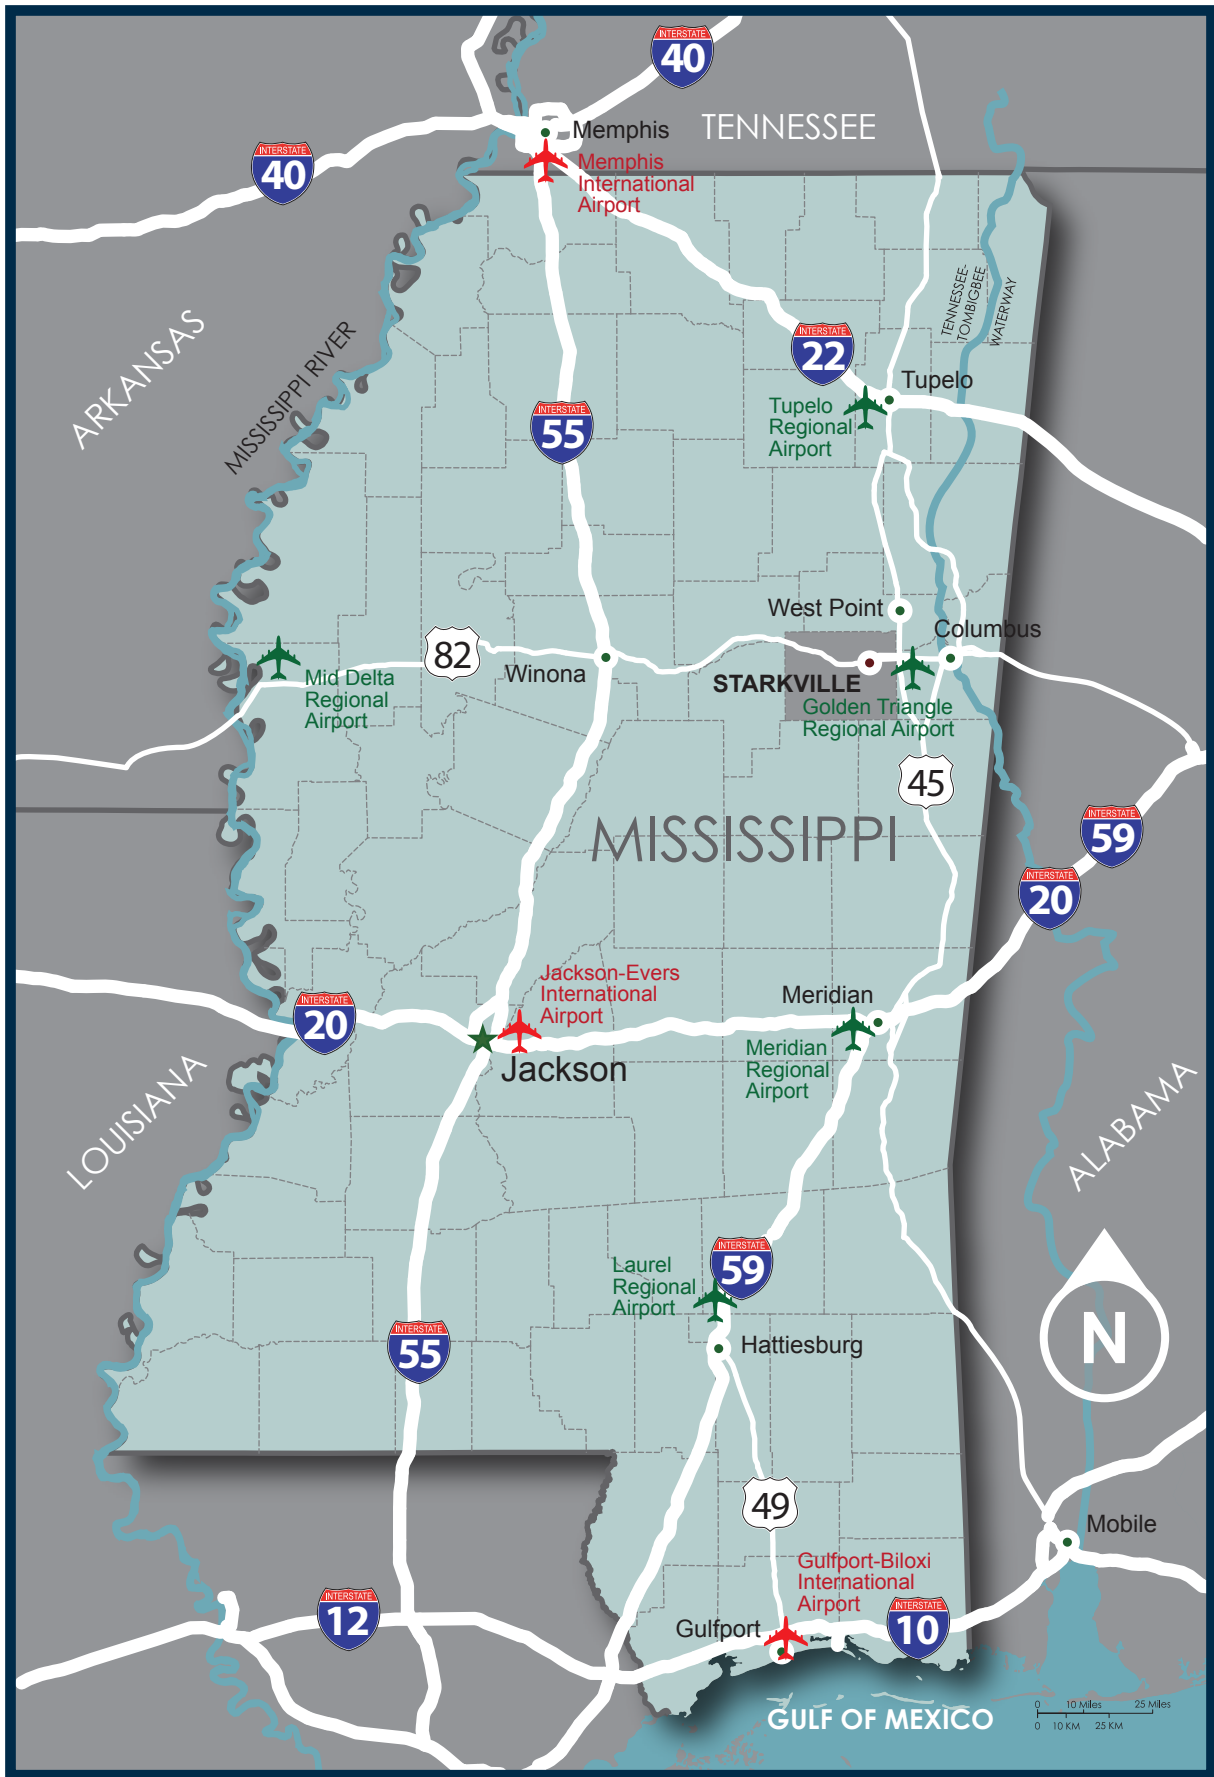 INTERSTATE
40
Memphis
TENNESSEE
INTERSTATE
40
Memphis
International
Airport
ARKANSAS
MISSISSIPPI RIVER
TENNESSEE-
TOMBIGBEE
WATERWAY
INTERSTATE
22
Tupelo
Tupelo
Regional
Airport
INTERSTATE
55
West Point
Columbus
82
Winona
STARKVILLE
Mid Delta
Regional
Airport
Golden Triangle
Regional Airport
45
MISSISSIPPI
INTERSTATE
59
INTERSTATE
20
Jackson-Evers
International
Airport
Meridian
INTERSTATE
20
Jackson
Meridian
Regional
Airport
LOUISIANA
ALABAMA
Laurel
Regional
Airport
INTERSTATE
59
INTERSTATE
55
Hattiesburg
N
49
Mobile
Gulfport-Biloxi
International
Airport
INTERSTATE
12
Gulfport
INTERSTATE
10
GULF OF MEXICO
0 10 Miles 25 Miles
0 10 KM 25 KM